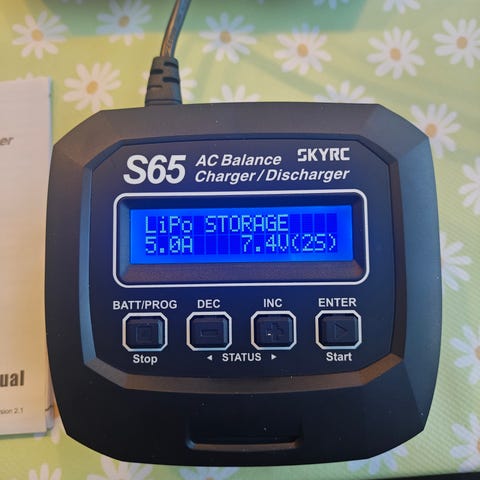 S65 AC Balance SKYRC
Charger/Discharger
LiPo STORAGE
5.0A 7.4V(2S)
BATT/PROG DEC INC ENTER
Stop ◄ STATUS ► Start
ual
sion 2.1